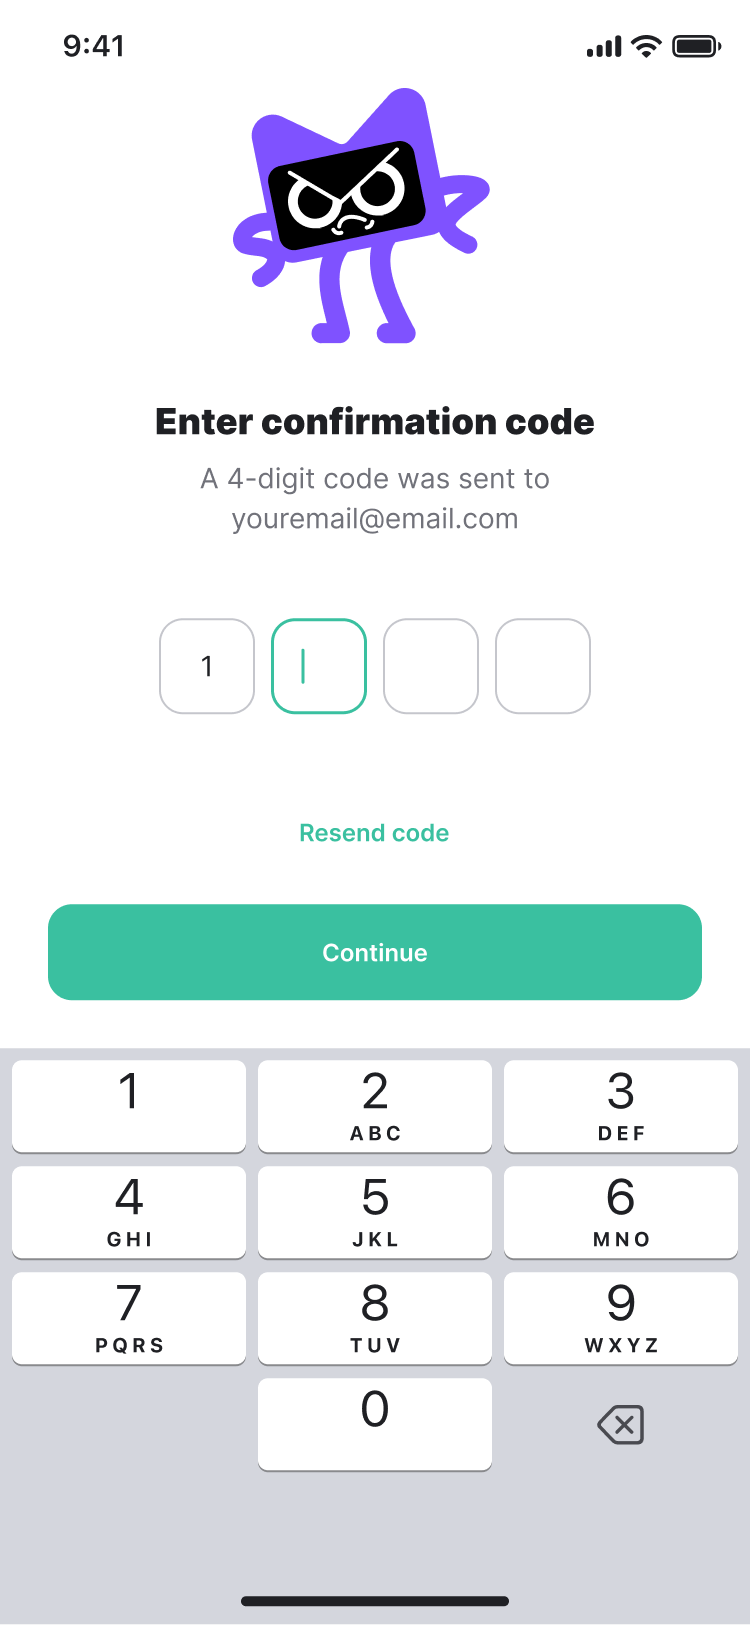 9:41
Enter confirmation code
A 4-digit code was sent to
youremail@email.com
1
Resend code
Continue
1
2
ABC
3
DEF
4
GHI
5
JKL
6
MNO
7
PQRS
8
TUV
9
WXYZ
0